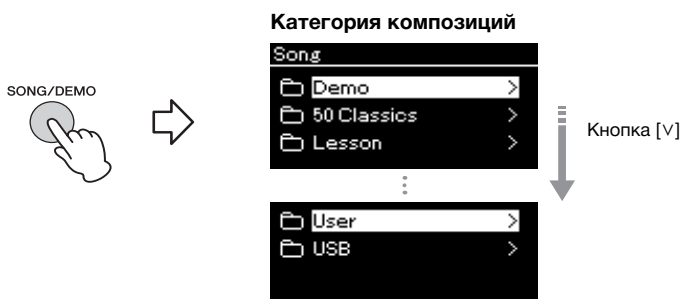 Категория композиций
Song
SONG/DEMO
Demo >
50 Classics >
Lesson >
Кнопка [∨]
User >
USB >